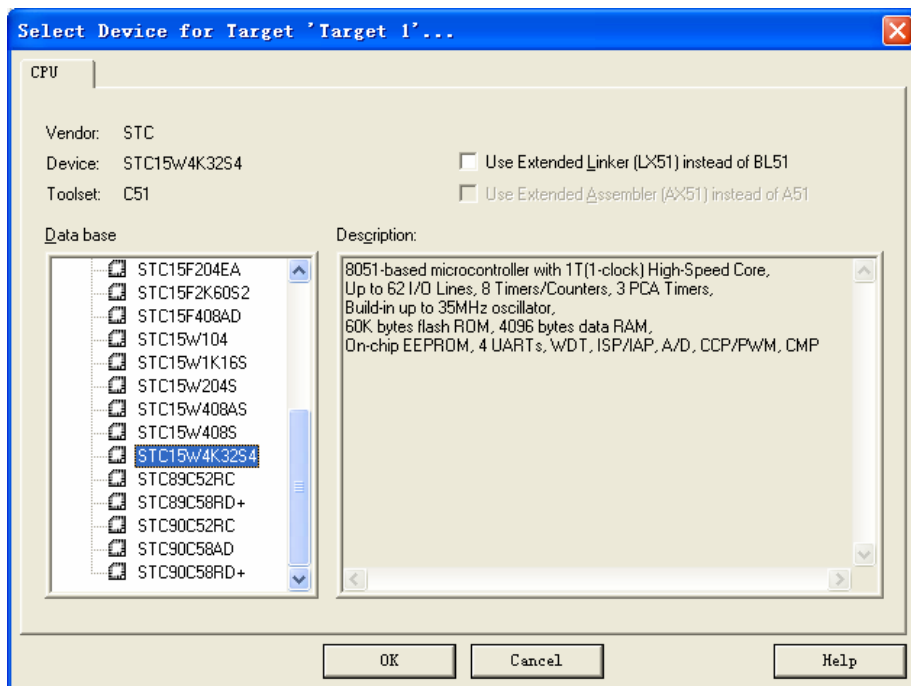 Select Device for Target 'Target 1'...
CPU
Vendor: STC
Device: STC15W4K32S4
Toolset: C51
Use Extended Linker (LX51) instead of BL51
Use Extended Assembler (AX51) instead of A51
Data base
STC15F204EA
STC15F2K60S2
STC15F408AD
STC15W104
STC15W1K16S
STC15W204S
STC15W408AS
STC15W408S
STC15W4K32S4
STC89C52RC
STC89C58RD+
STC90C52RC
STC90C58AD
STC90C58RD+
Description:
8051-based microcontroller with 1T(1-clock) High-Speed Core,
Up to 62 I/O Lines, 8 Timers/Counters, 3 PCA Timers,
Build-in up to 35MHz oscillator,
60K bytes flash ROM, 4096 bytes data RAM,
On-chip EEPROM, 4 UARTs, WDT, ISP/IAP, A/D, CCP/PWM, CMP
OK
Cancel
Help